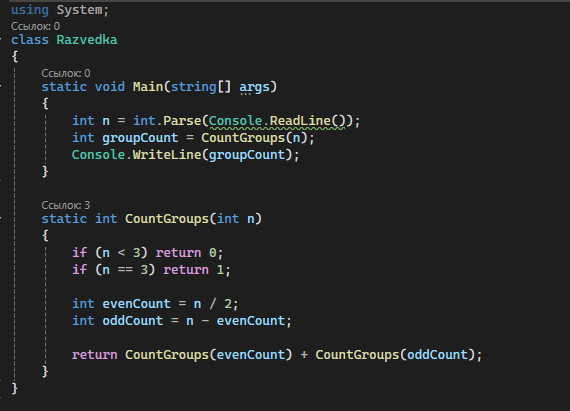 using System;
Ссылок: 0
class Razvedka
{
Ссылок: 0
static void Main(string[] args)
{
int n = int.Parse(Console.ReadLine());
int groupCount = CountGroups(n);
Console.WriteLine(groupCount);
}
Ссылок: 3
static int CountGroups(int n)
{
if (n < 3) return 0;
if (n == 3) return 1;
int evenCount = n / 2;
int oddCount = n - evenCount;
return CountGroups(evenCount) + CountGroups(oddCount);
}
}